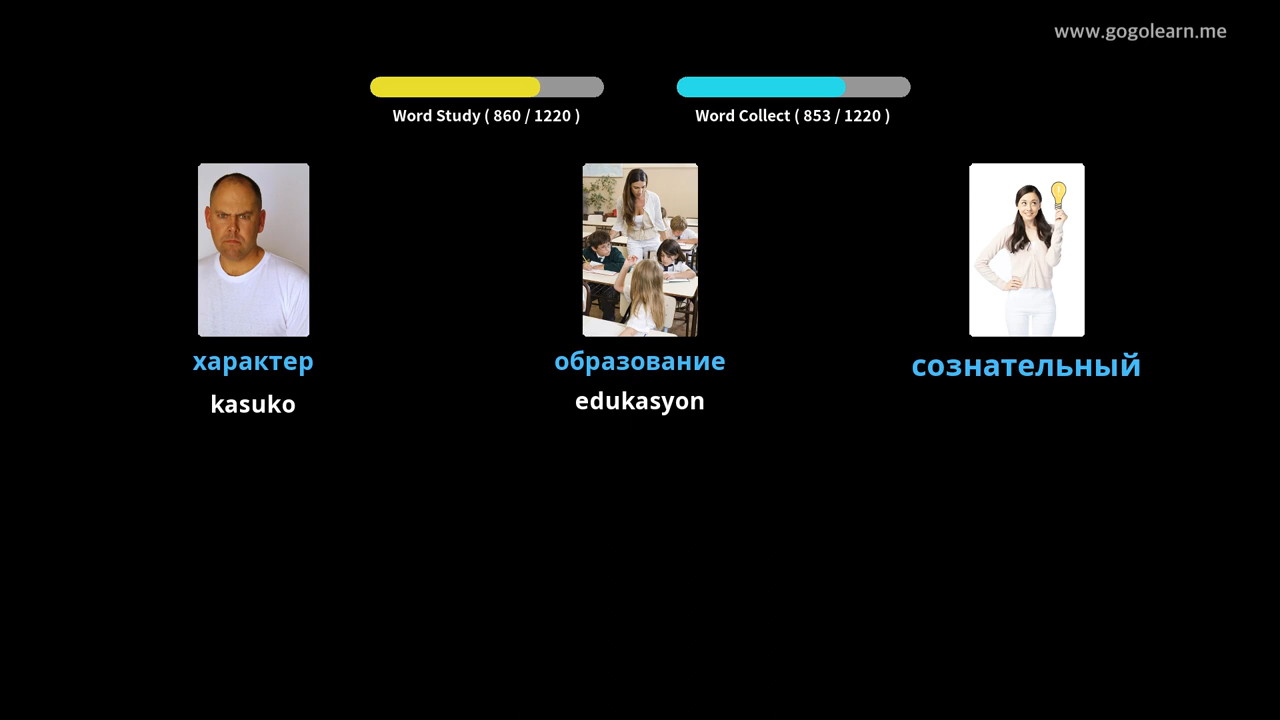 www.gogolearn.me
Word Study ( 860 / 1220 )
Word Collect ( 853 / 1220 )
характер
образование
сознательный
kasuko
edukasyon